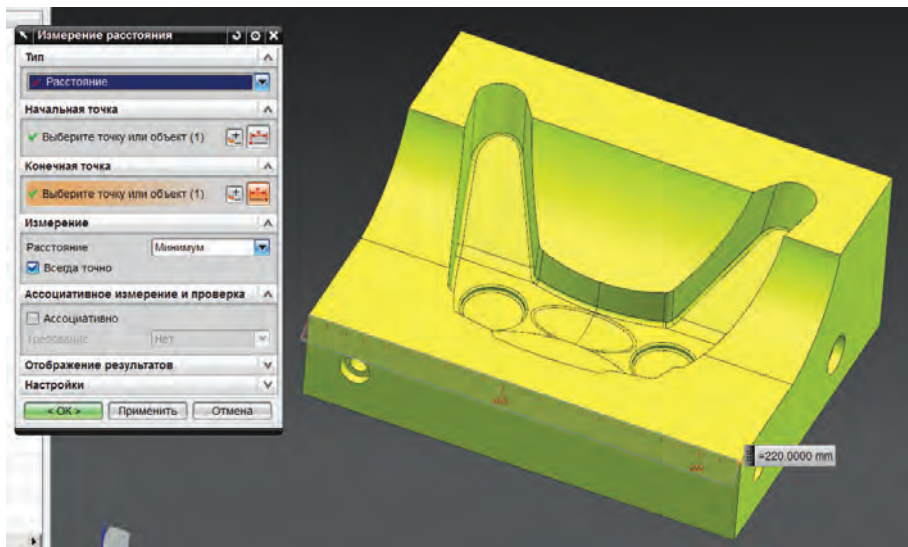 Измерение расстояния
Тип
Расстояние
Начальная точка
Выберите точку или объект (1)
Конечная точка
Выберите точку или объект (1)
Измерение
Расстояние Минимум
Всегда точно
Ассоциативное измерение и проверка
Ассоциативно
Требование Нет
Отображение результатов
Настройки
< OK > Применить Отмена
=220.0000 mm